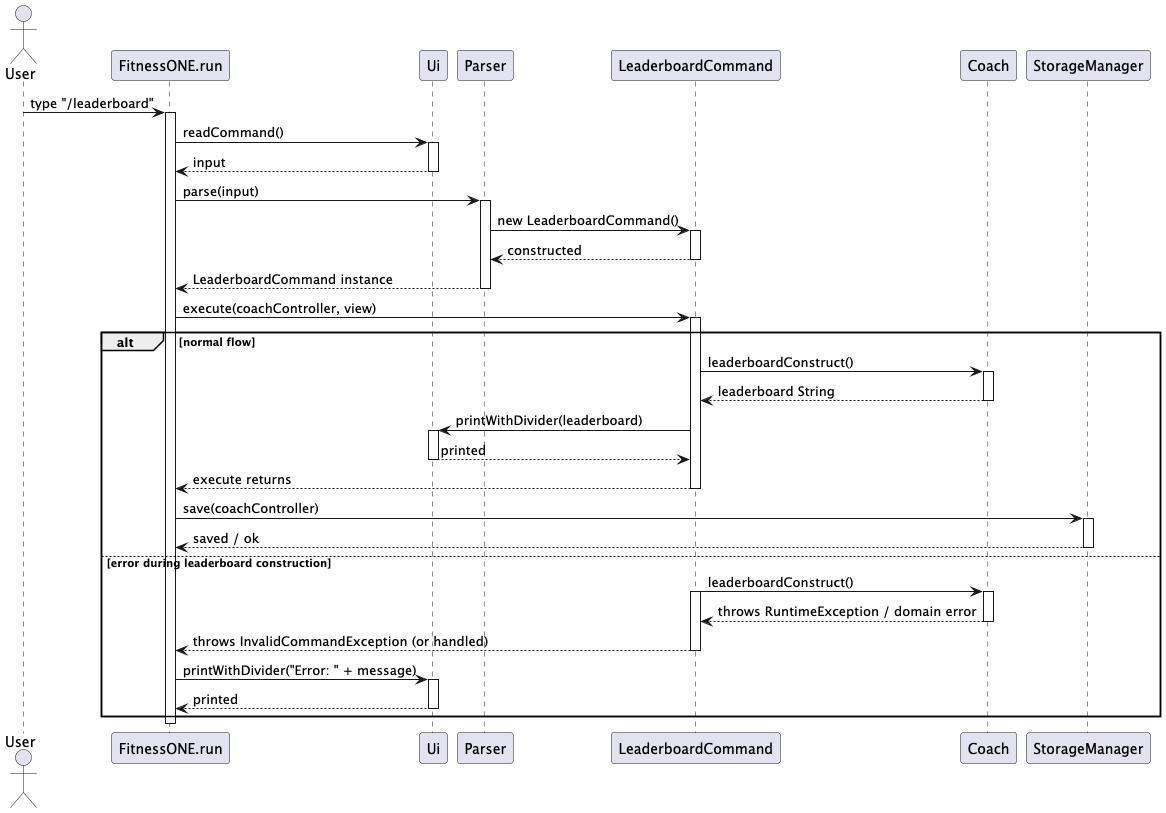 User
FitnessONE.run
Ui
Parser
LeaderboardCommand
Coach
StorageManager
type "/leaderboard"
readCommand()
input
parse(input)
new LeaderboardCommand()
constructed
LeaderboardCommand instance
execute(coachController, view)
alt
[normal flow]
leaderboardConstruct()
leaderboard String
printWithDivider(leaderboard)
printed
execute returns
save(coachController)
saved / ok
[error during leaderboard construction]
leaderboardConstruct()
throws RuntimeException / domain error
throws InvalidCommandException (or handled)
printWithDivider("Error: " + message)
printed
User
FitnessONE.run
Ui
Parser
LeaderboardCommand
Coach
StorageManager